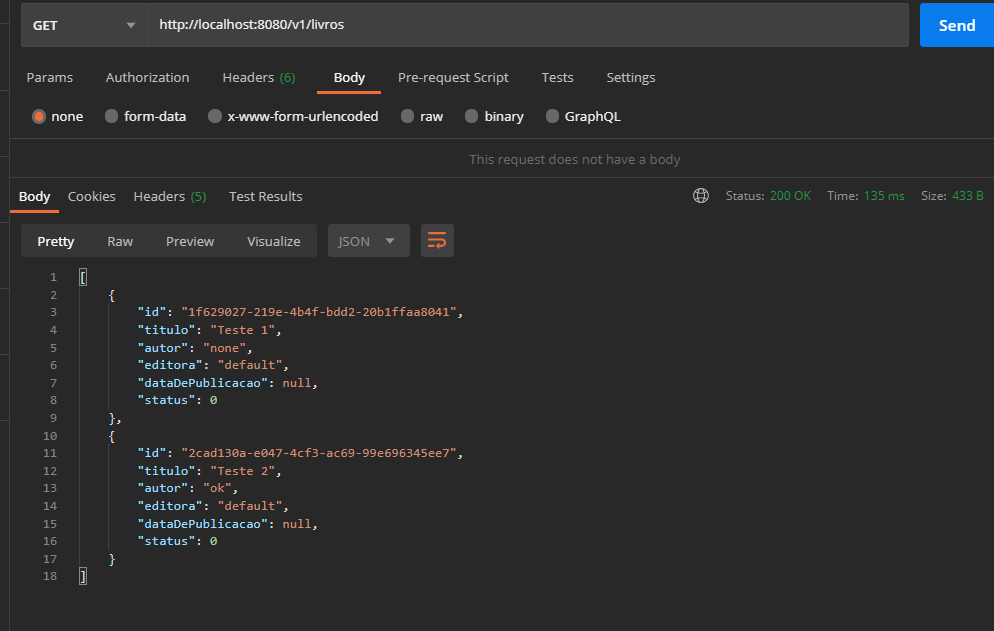 GET http://localhost:8080/v1/livros Send
Params Authorization Headers (6) Body Pre-request Script Tests Settings
none form-data x-www-form-urlencoded raw binary GraphQL
This request does not have a body
Body Cookies Headers (5) Test Results Status: 200 OK Time: 135 ms Size: 433 B
Pretty Raw Preview Visualize JSON
1 [
2 {
3 "id": "1f629027-219e-4b4f-bdd2-20b1ffaa8041",
4 "titulo": "Teste 1",
5 "autor": "none",
6 "editora": "default",
7 "dataDePublicacao": null,
8 "status": 0
9 },
10 {
11 "id": "2cad130a-e047-4cf3-ac69-99e696345ee7",
12 "titulo": "Teste 2",
13 "autor": "ok",
14 "editora": "default",
15 "dataDePublicacao": null,
16 "status": 0
17 }
18 ]